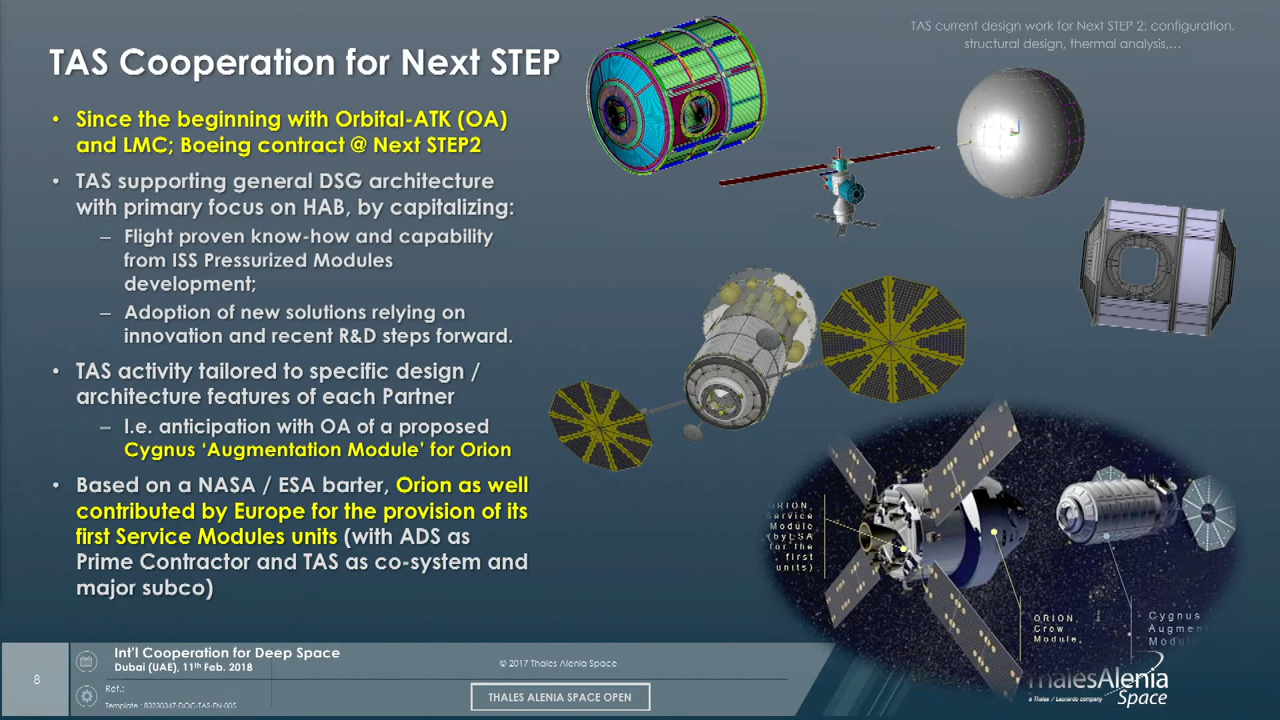 TAS current design work for Next STEP 2: configuration,
structural design, thermal analysis,...
TAS Cooperation for Next STEP
• Since the beginning with Orbital-ATK (OA)
and LMC; Boeing contract @ Next STEP2
• TAS supporting general DSG architecture
with primary focus on HAB, by capitalizing:
– Flight proven know-how and capability
from ISS Pressurized Modules
development;
– Adoption of new solutions relying on
innovation and recent R&D steps forward.
• TAS activity tailored to specific design /
architecture features of each Partner
– I.e. anticipation with OA of a proposed
Cygnus ‘Augmentation Module’ for Orion
• Based on a NASA / ESA barter, Orion as well
contributed by Europe for the provision of its
first Service Modules units (with ADS as
Prime Contractor and TAS as co-system and
major subco)
ORION,
Service
Module
(by ESA
for the
first
units)
ORION,
Crew
Module,
Cygnus
Augmen
Modul
8
Int'l Cooperation for Deep Space
Dubai (UAE), 11th Feb. 2018
Ref.:
Template : 83230347-DOC-TAS-EN-005
© 2017 Thales Alenia Space
THALES ALENIA SPACE OPEN
ThalesAlenia
a Thales / Leonardo company
Space